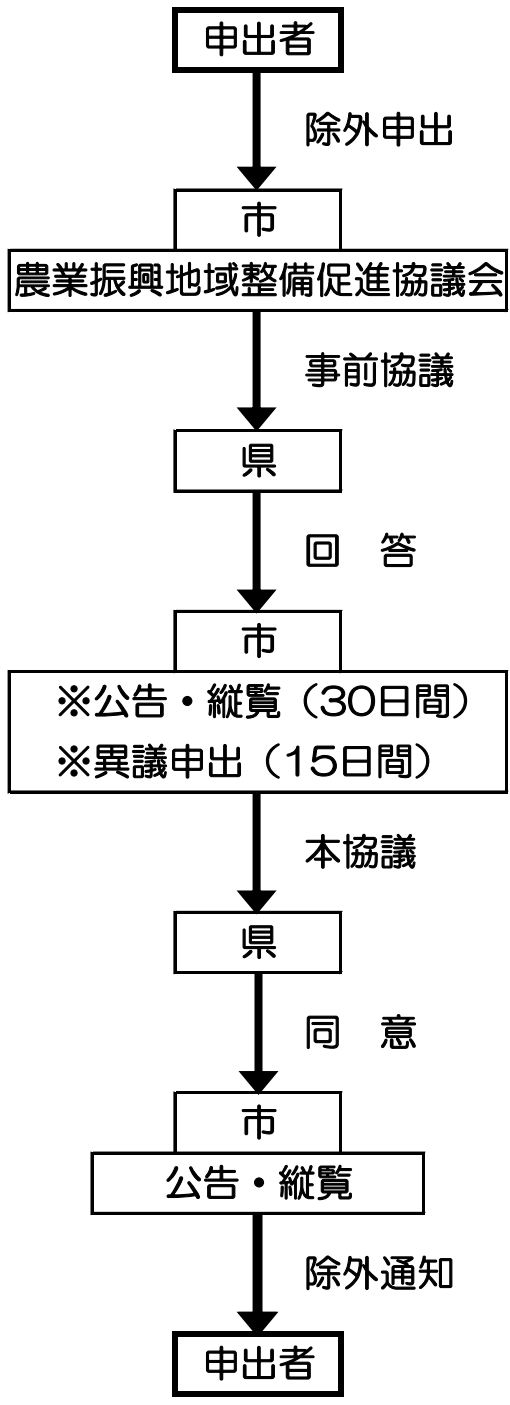 申出者
除外申出
市
農業振興地域整備促進協議会
事前協議
県
回　答
市
※公告・縦覧（30日間）
※異議申出（15日間）
本協議
県
同　意
市
公告・縦覧
除外通知
申出者